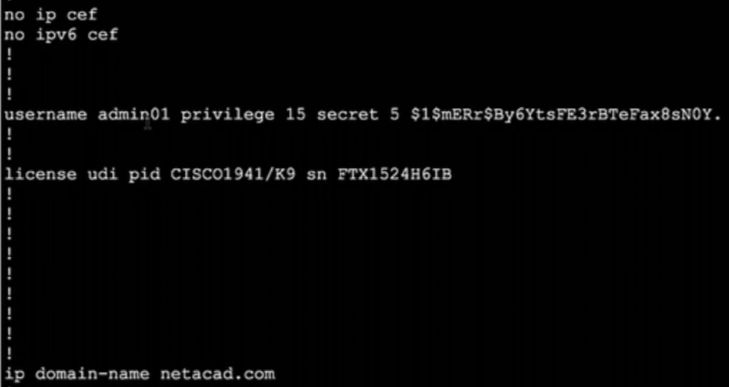 no ip cef
no ipv6 cef
!
!
!
username admin01 privilege 15 secret 5 $1$mERr$By6YtsFE3rBTeFax8sN0Y.
!
!
license udi pid CISCO1941/K9 sn FTX1524H6IB
!
!
!
!
!
!
!
!
!
ip domain-name netacad.com